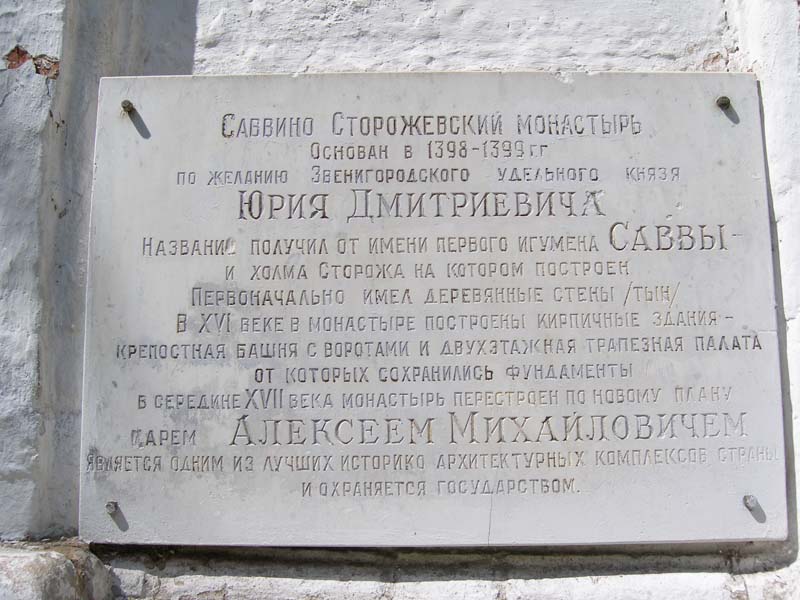 Саввино Сторожевский монастырь
Основан в 1398-1399 гг
по желанию Звенигородского удельного князя
Юрия Дмитриевича
Название получил от имени первого игумена Саввы -
и холма Сторожа на котором построен
Первоначально имел деревянные стены /тын/
В XVI веке в монастыре построены кирпичные здания -
крепостная башня с воротами и двухэтажная трапезная палата
от которых сохранились фундаменты
в середине XVII века монастырь перестроен по новому плану
царем Алексеем Михайловичем
является одним из лучших историко архитектурных комплексов страны
и охраняется государством.